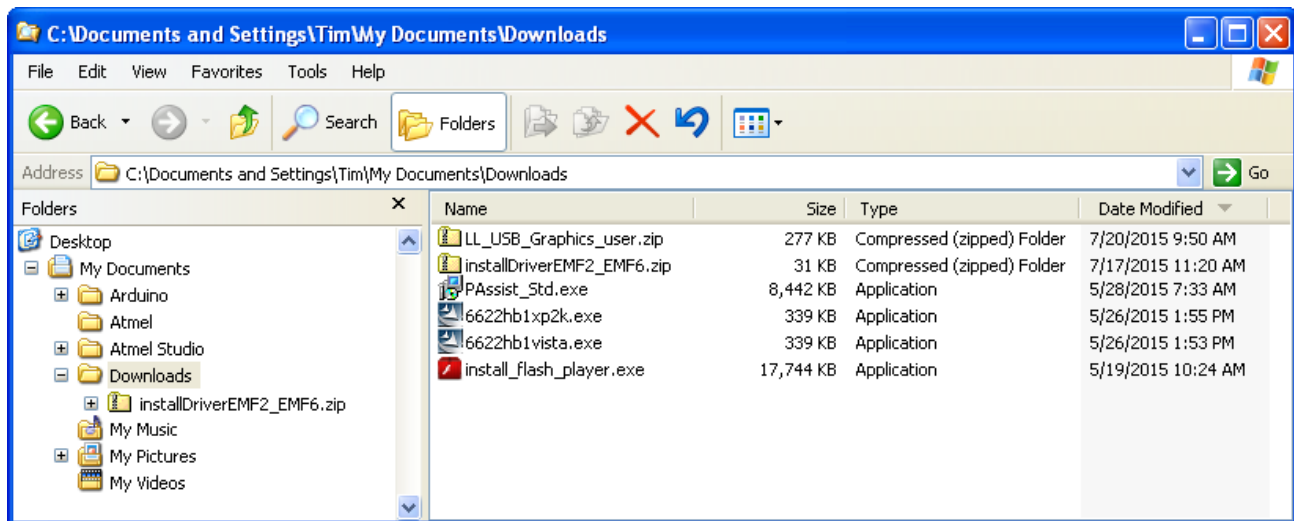 C:\Documents and Settings\Tim\My Documents\Downloads
File Edit View Favorites Tools Help
Back Search Folders
Address C:\Documents and Settings\Tim\My Documents\Downloads Go
Folders
Desktop
My Documents
Arduino
Atmel
Atmel Studio
Downloads
installDriverEMF2_EMF6.zip
My Music
My Pictures
My Videos
Name Size Type Date Modified
LL_USB_Graphics_user.zip 277 KB Compressed (zipped) Folder 7/20/2015 9:50 AM
installDriverEMF2_EMF6.zip 31 KB Compressed (zipped) Folder 7/17/2015 11:20 AM
PAssist_Std.exe 8,442 KB Application 5/28/2015 7:33 AM
6622hb1xp2k.exe 339 KB Application 5/26/2015 1:55 PM
6622hb1vista.exe 339 KB Application 5/26/2015 1:53 PM
install_flash_player.exe 17,744 KB Application 5/19/2015 10:24 AM